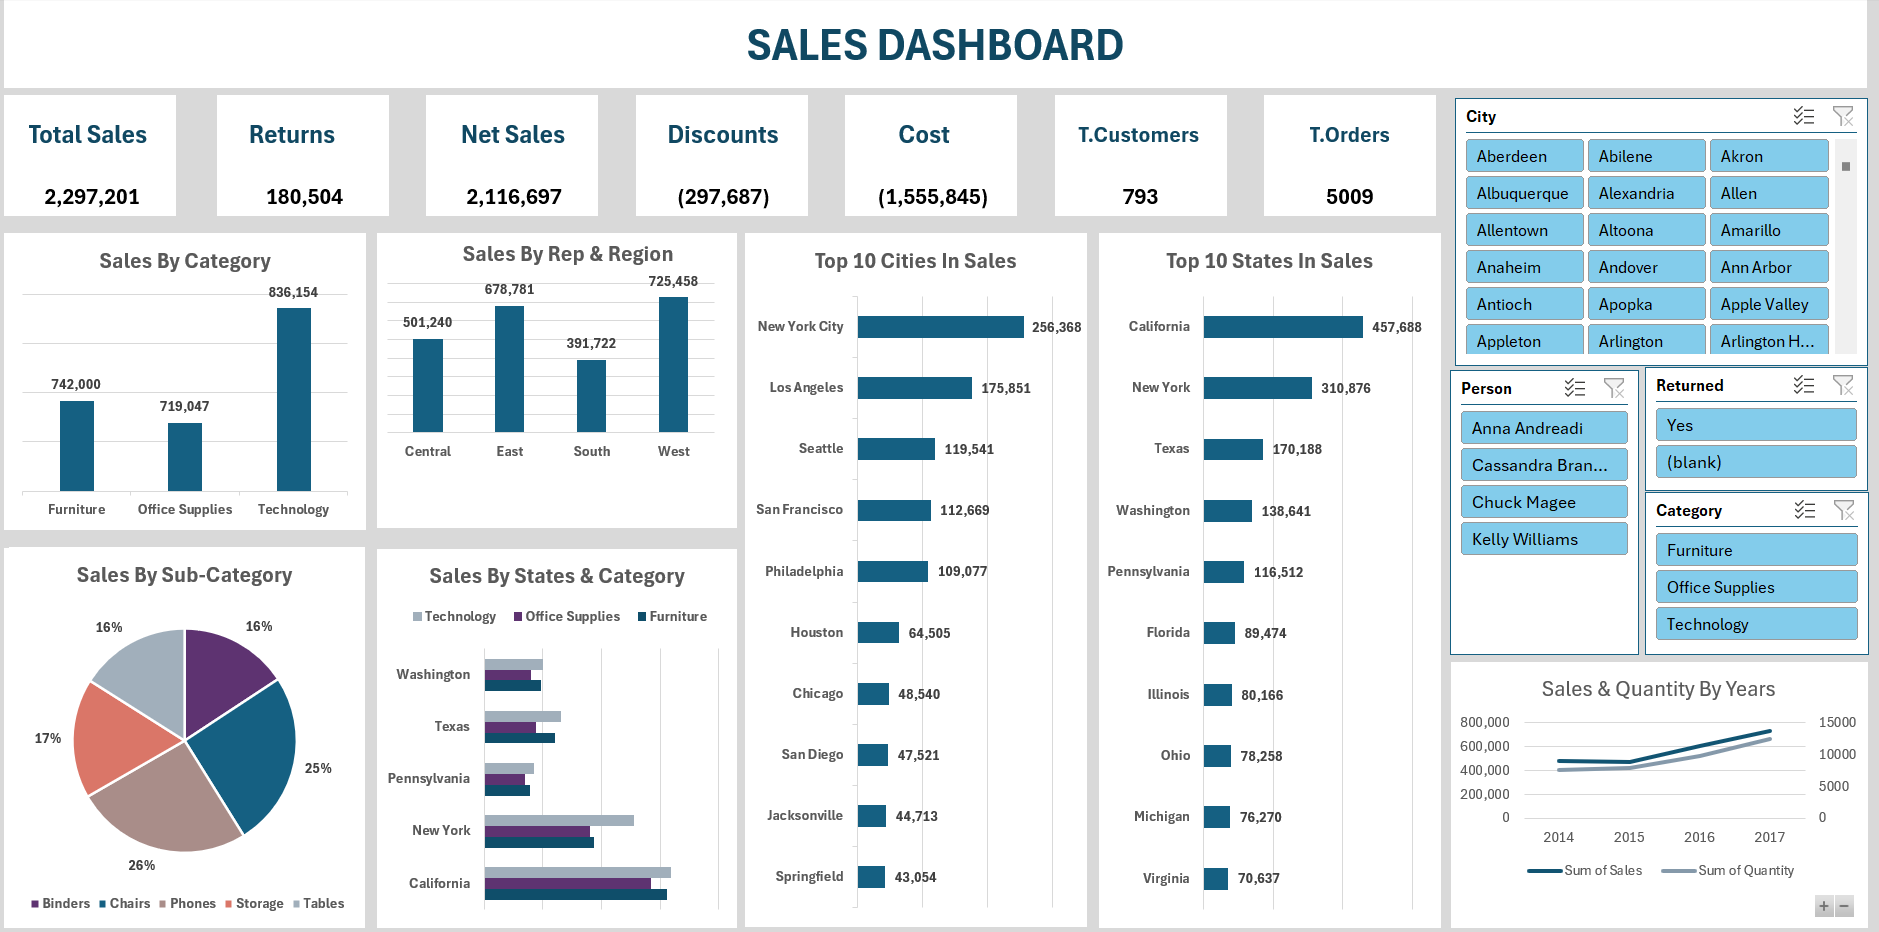 SALES DASHBOARD
Total Sales
2,297,201
Returns
180,504
Net Sales
2,116,697
Discounts
(297,687)
Cost
(1,555,845)
T.Customers
793
T.Orders
5009
Sales By Category
836,154
742,000
719,047
Furniture Office Supplies Technology
Sales By Rep & Region
725,458
678,781
501,240
391,722
Central East South West
Sales By Sub-Category
16% 16%
17%
25%
26%
Binders Chairs Phones Storage Tables
Sales By States & Category
Technology Office Supplies Furniture
Washington
Texas
Pennsylvania
New York
California
Top 10 Cities In Sales
New York City 256,368
Los Angeles 175,851
Seattle 119,541
San Francisco 112,669
Philadelphia 109,077
Houston 64,505
Chicago 48,540
San Diego 47,521
Jacksonville 44,713
Springfield 43,054
Top 10 States In Sales
California 457,688
New York 310,876
Texas 170,188
Washington 138,641
Pennsylvania 116,512
Florida 89,474
Illinois 80,166
Ohio 78,258
Michigan 76,270
Virginia 70,637
City
Aberdeen Abilene Akron
Albuquerque Alexandria Allen
Allentown Altoona Amarillo
Anaheim Andover Ann Arbor
Antioch Apopka Apple Valley
Appleton Arlington Arlington H...
Person
Anna Andreadi
Cassandra Bran...
Chuck Magee
Kelly Williams
Returned
Yes
(blank)
Category
Furniture
Office Supplies
Technology
Sales & Quantity By Years
800,000 15000
600,000
10000
400,000
5000
200,000
0 0
2014 2015 2016 2017
Sum of Sales Sum of Quantity
+ −